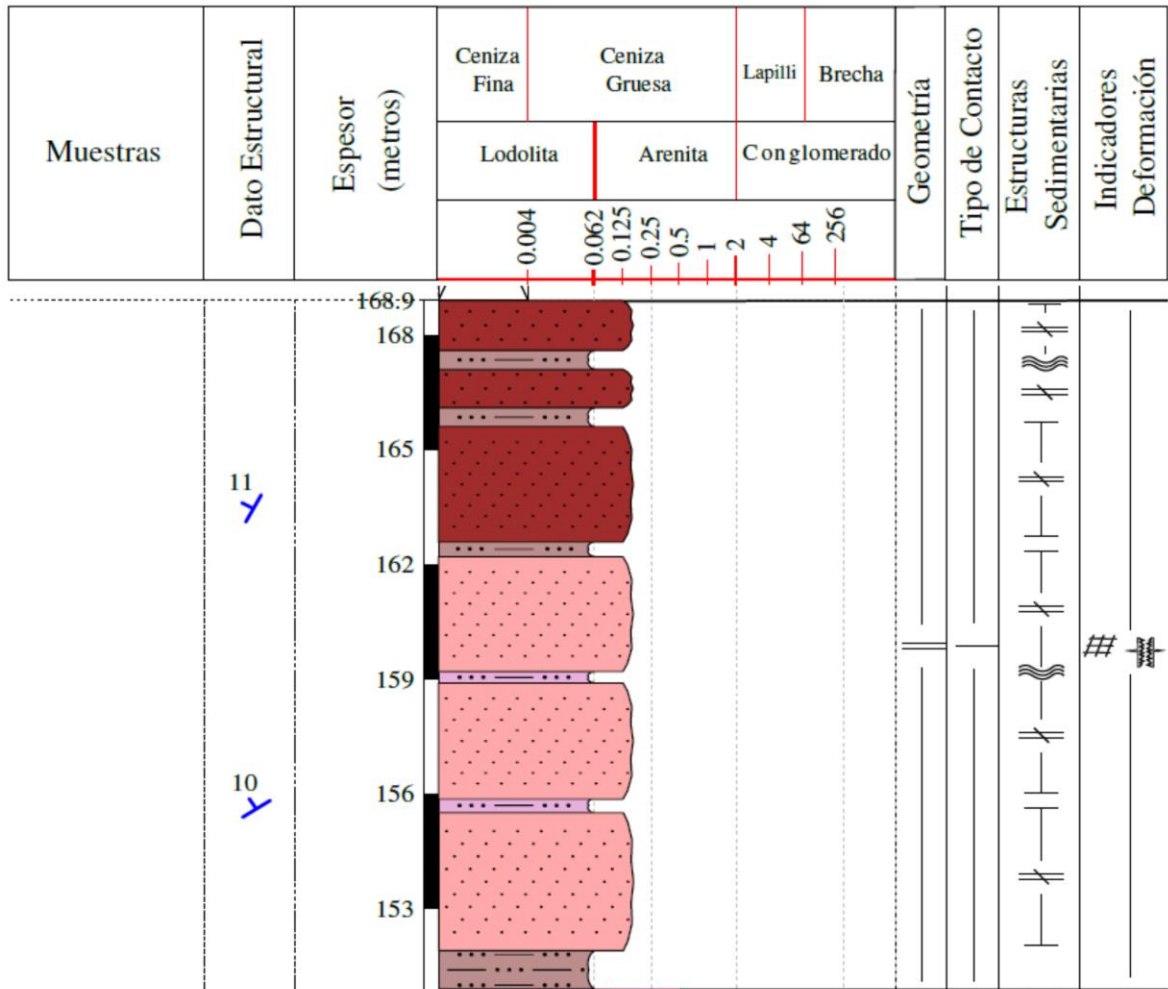 Muestras
Dato Estructural
Espesor
(metros)
Ceniza
Fina
Ceniza
Gruesa
Lapilli
Brecha
Lodolita
Arenita
Conglomerado
0.004
0.062
0.125
0.25
0.5
1
2
4
64
256
Geometría
Tipo de Contacto
Estructuras
Sedimentarias
Indicadores
Deformación
168.9
168
165
11
162
159
10
156
153